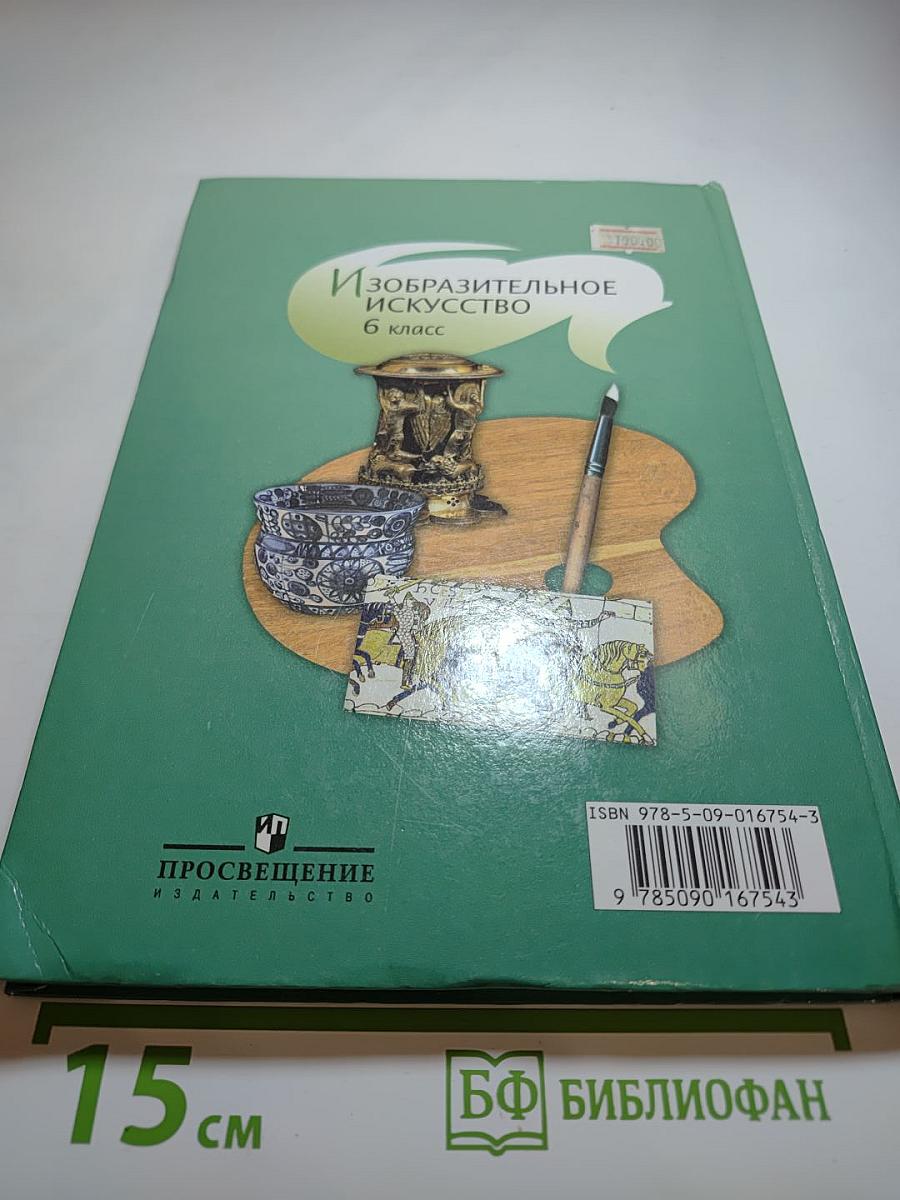 ИЗОБРАЗИТЕЛЬНОЕ
ИСКУССТВО
6 класс
ПРОСВЕЩЕНИЕ
ИЗДАТЕЛЬСТВО
ISBN 978-5-09-016754-3
9 785090 167543
15 см
БФ БИБЛИОФАН